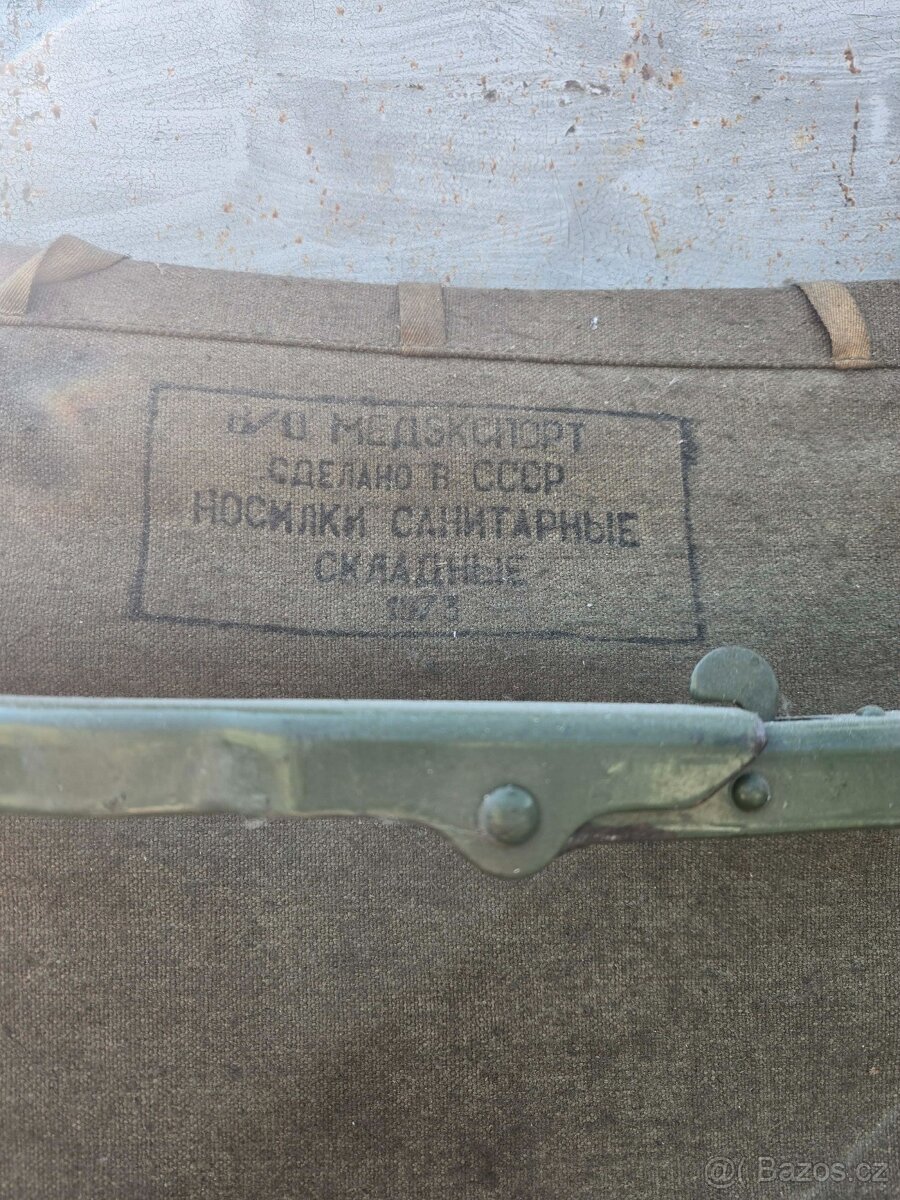 В/О МЕДЭКСПОРТ
СДЕЛАНО В СССР
НОСИЛКИ САНИТАРНЫЕ
СКЛАДНЫЕ
1973
@( Bazos.cz